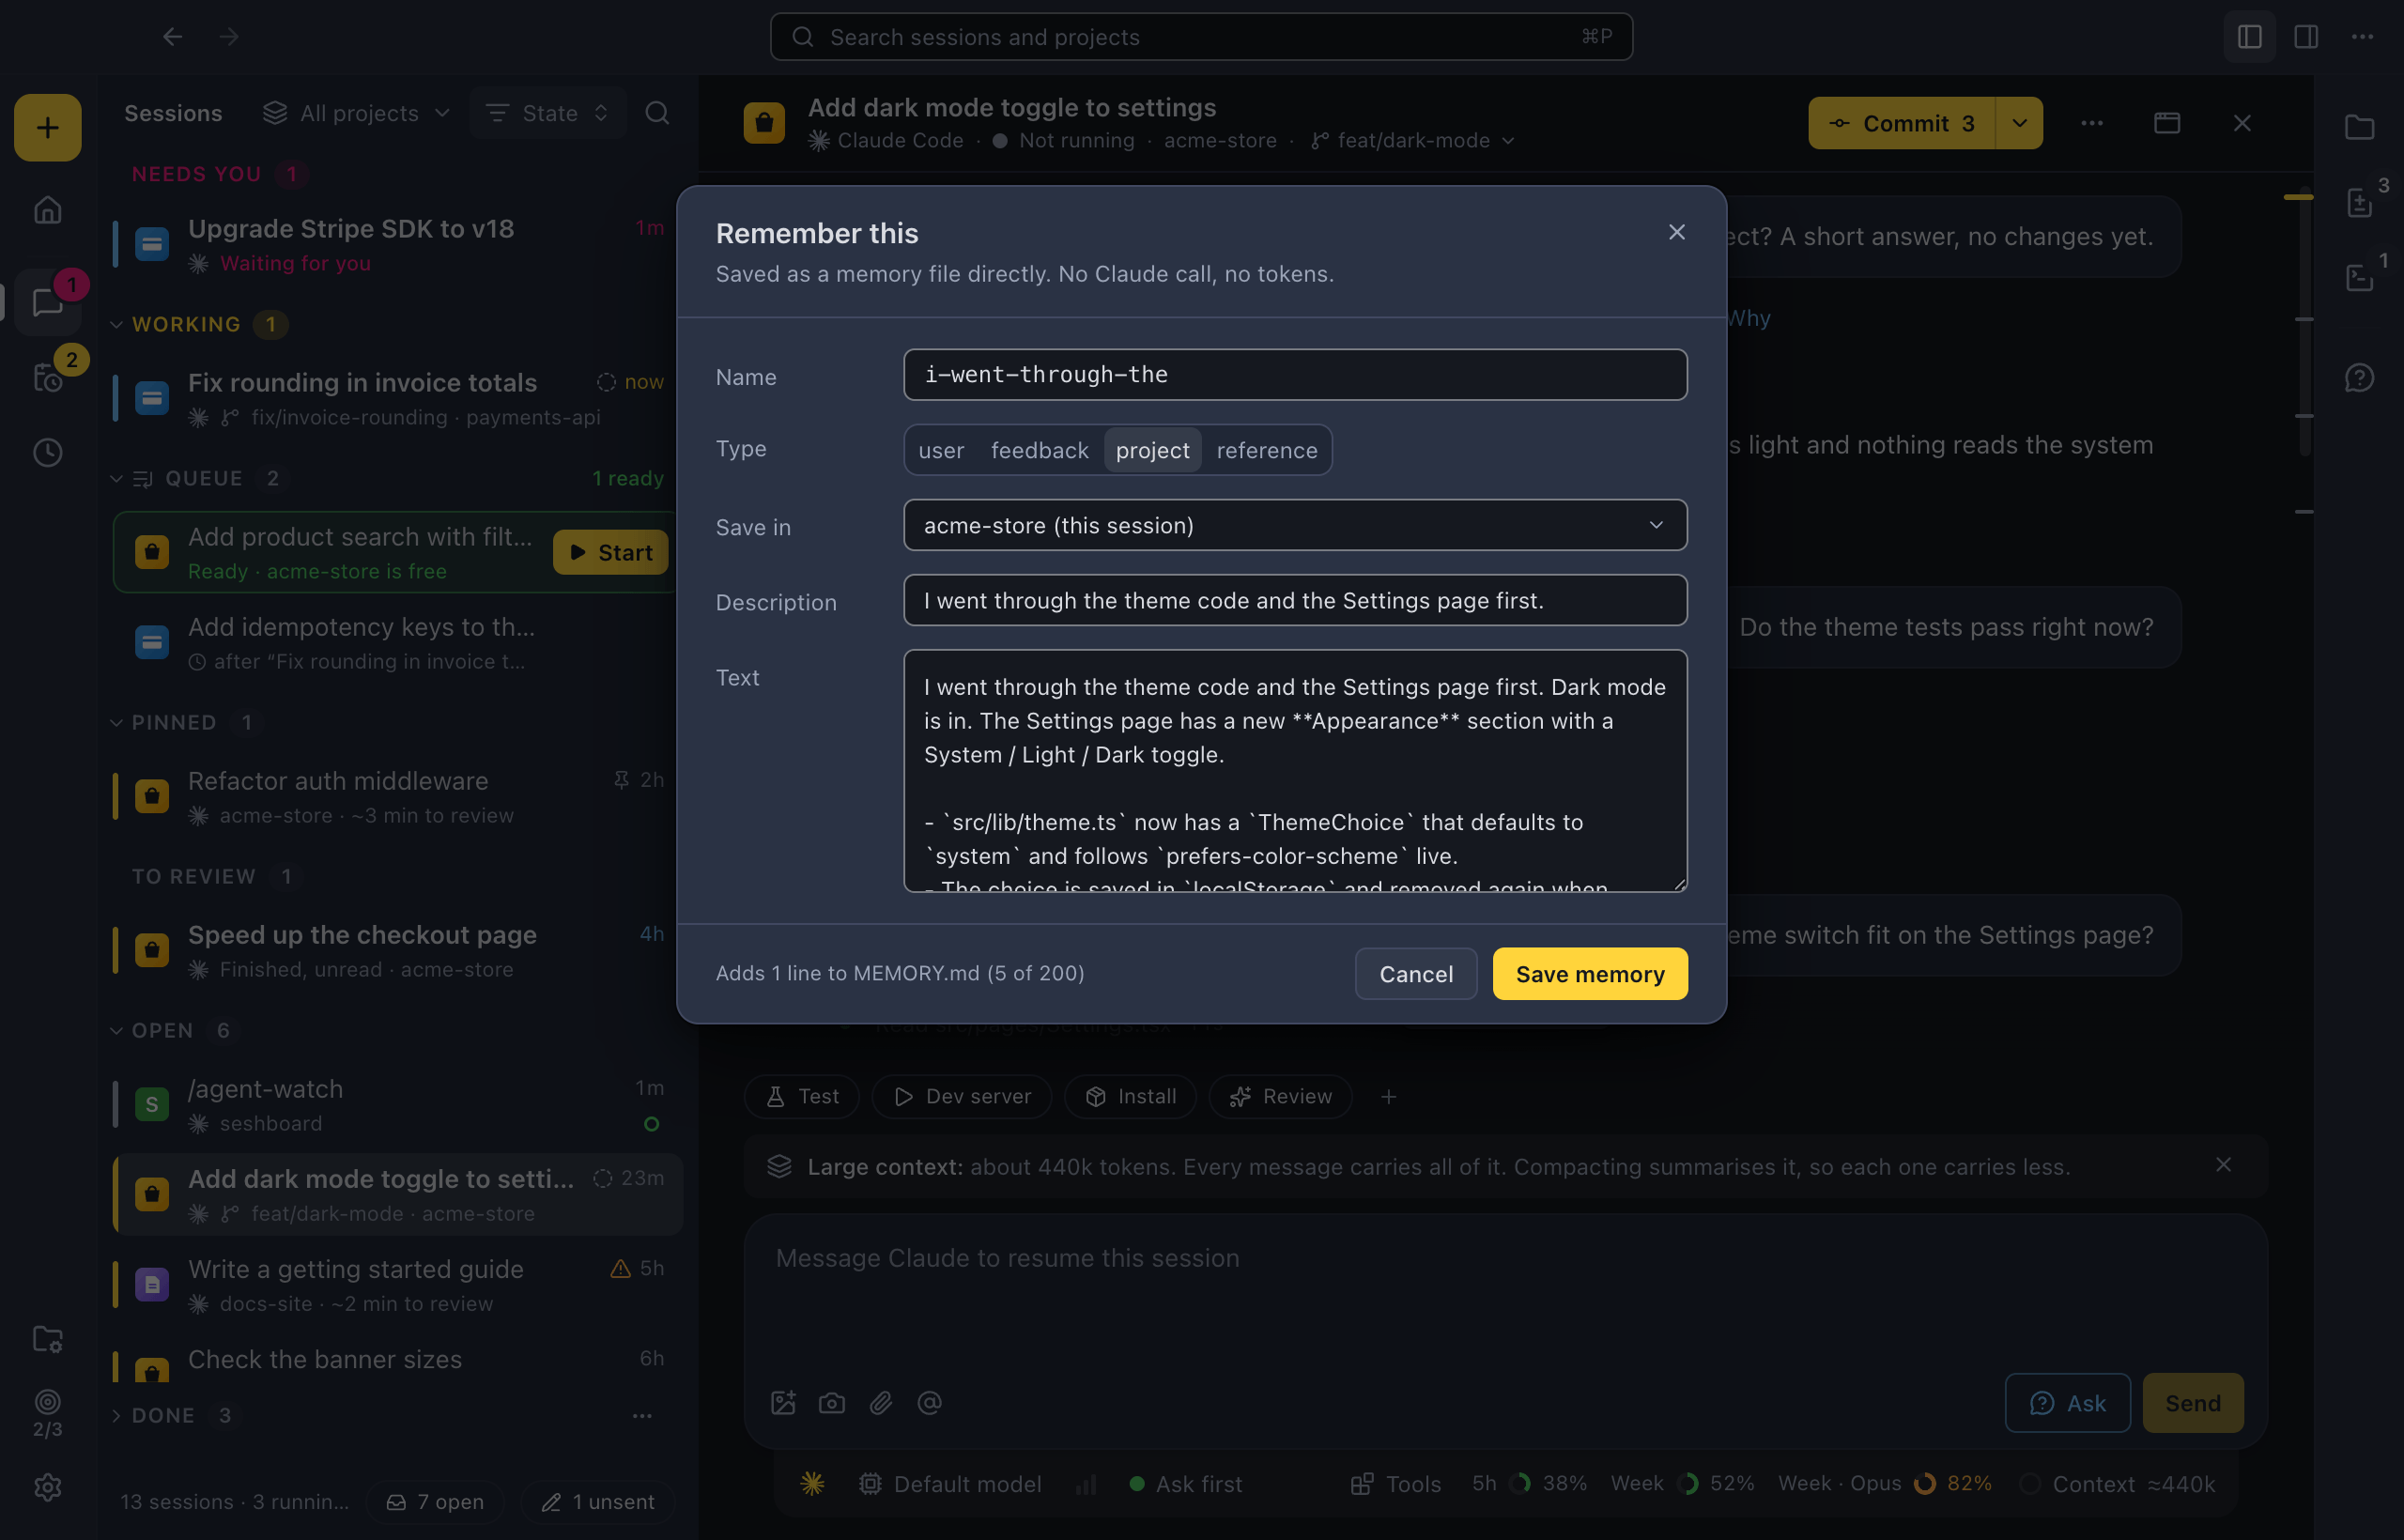 Search sessions and projects ⌘P
Sessions All projects State
NEEDS YOU 1
Upgrade Stripe SDK to v18 1m
Waiting for you
WORKING 1
Fix rounding in invoice totals now
fix/invoice-rounding · payments-api
QUEUE 2 1 ready
Add product search with filt... Start
Ready · acme-store is free
Add idempotency keys to th...
after “Fix rounding in invoice t...
PINNED 1
Refactor auth middleware 2h
acme-store · ~3 min to review
TO REVIEW 1
Speed up the checkout page 4h
Finished, unread · acme-store
OPEN 6
/agent-watch 1m
S
seshboard
Add dark mode toggle to setti... 23m
feat/dark-mode · acme-store
Write a getting started guide 5h
docs-site · ~2 min to review
Check the banner sizes 6h
DONE 3
13 sessions · 3 runnin... 7 open 1 unsent
1
2
2/3
Add dark mode toggle to settings
Claude Code · Not running · acme-store · feat/dark-mode
Commit 3
3
1
ect? A short answer, no changes yet.
Why
s light and nothing reads the system
Do the theme tests pass right now?
eme switch fit on the Settings page?
Remember this
Saved as a memory file directly. No Claude call, no tokens.
Name i-went-through-the
Type user feedback project reference
Save in acme-store (this session)
Description I went through the theme code and the Settings page first.
Text
I went through the theme code and the Settings page first. Dark mode
is in. The Settings page has a new **Appearance** section with a
System / Light / Dark toggle.
- `src/lib/theme.ts` now has a `ThemeChoice` that defaults to
`system` and follows `prefers-color-scheme` live.
- The choice is saved in `localStorage` and removed again when
Adds 1 line to MEMORY.md (5 of 200) Cancel Save memory
Read src/pages/Settings.tsx
Test Dev server Install Review
Large context: about 440k tokens. Every message carries all of it. Compacting summarises it, so each one carries less.
Message Claude to resume this session
Ask Send
Default model Ask first Tools 5h 38% Week 52% Week · Opus 82% Context ≈440k